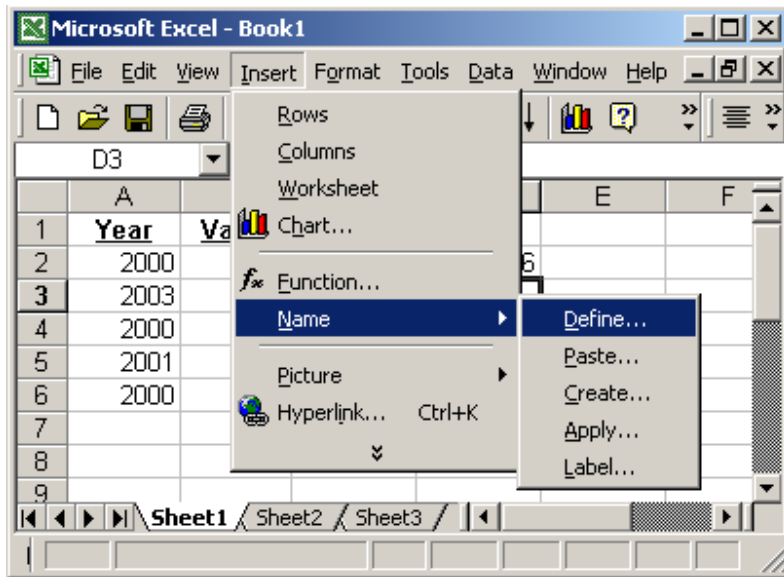 Microsoft Excel - Book1
File Edit View Insert Format Tools Data Window Help
D3
Rows
Columns
Worksheet
Chart...
Function...
Name
Picture
Hyperlink... Ctrl+K
Define...
Paste...
Create...
Apply...
Label...
A E F
1 Year Va
2 2000 6
3 2003
4 2000
5 2001
6 2000
7
8
9
Sheet1 Sheet2 Sheet3